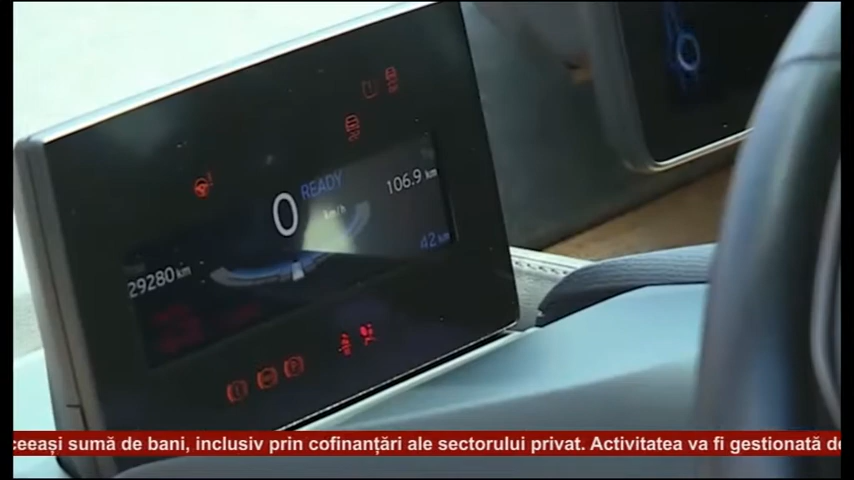 READY
0
km/h
106.9 km
42 km
29280 km
ceeași sumă de bani, inclusiv prin cofinanțări ale sectorului privat. Activitatea va fi gestionată d